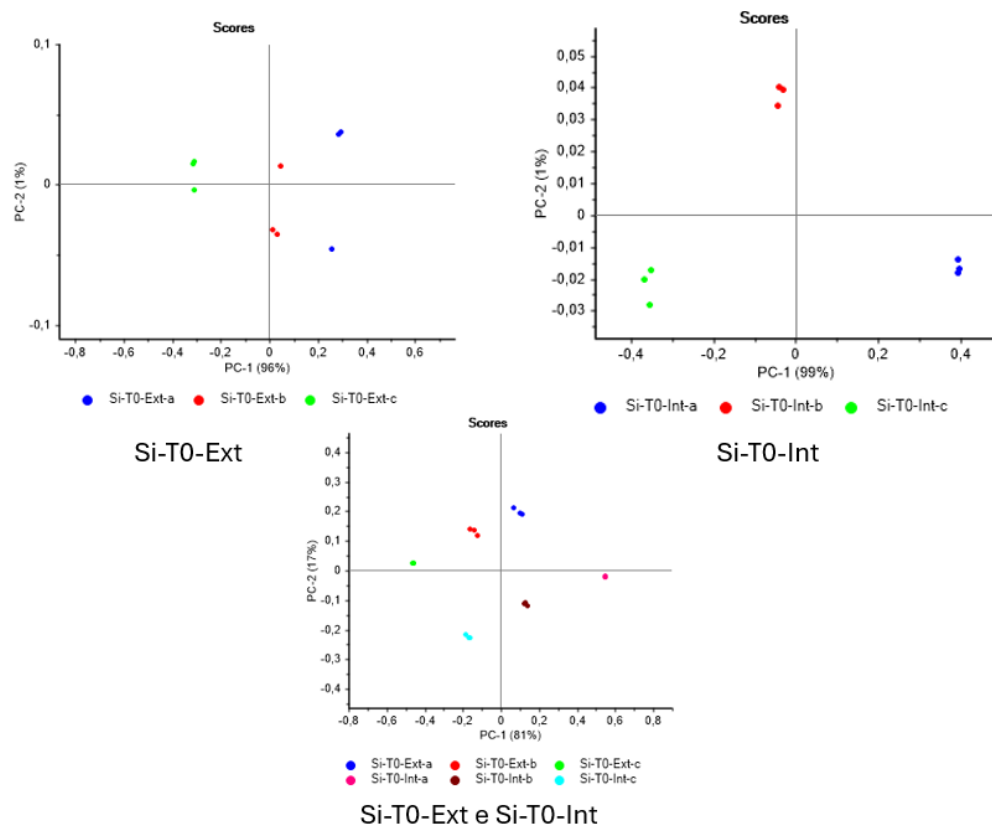 Scores
0,1
0
-0,1
PC-2 (1%)
-0,8 -0,6 -0,4 -0,2 0 0,2 0,4 0,6
PC-1 (96%)
Si-T0-Ext-a Si-T0-Ext-b Si-T0-Ext-c
Si-T0-Ext
Scores
0,05
0,04
0,03
0,02
0,01
0
-0,01
-0,02
-0,03
PC-2 (1%)
-0,4 -0,2 0 0,2 0,4
PC-1 (99%)
Si-T0-Int-a Si-T0-Int-b Si-T0-Int-c
Si-T0-Int
Scores
0,4
0,3
0,2
0,1
0
-0,1
-0,2
-0,3
-0,4
PC-2 (17%)
-0,8 -0,6 -0,4 -0,2 0 0,2 0,4 0,6 0,8
PC-1 (81%)
Si-T0-Ext-a Si-T0-Ext-b Si-T0-Ext-c
Si-T0-Int-a Si-T0-Int-b Si-T0-Int-c
Si-T0-Ext e Si-T0-Int